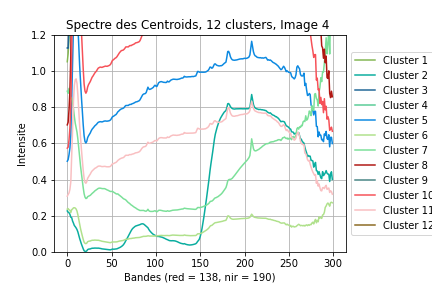 Spectre des Centroids, 12 clusters, Image 4
1.2
1.0
0.8
0.6
0.4
0.2
0.0
Intensite
0 50 100 150 200 250 300
Bandes (red = 138, nir = 190)
Cluster 1
Cluster 2
Cluster 3
Cluster 4
Cluster 5
Cluster 6
Cluster 7
Cluster 8
Cluster 9
Cluster 10
Cluster 11
Cluster 12